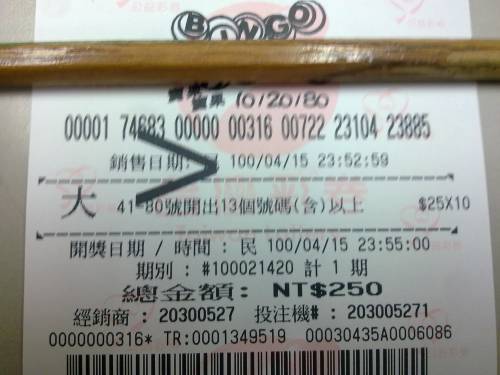 BINGO
賓果 10/20/80
00001 74683 00000 00316 00722 23104 23885
銷售日期: 民 100/04/15 23:52:59
大 41-80號開出13個號碼(含)以上 $25X10
開獎日期 / 時間 : 民 100/04/15 23:55:00
期別 : #100021420 計 1 期
總金額: NT$250
經銷商 : 20300527 投注機# : 203005271
0000000316* TR:0001349519 00030435A0006086